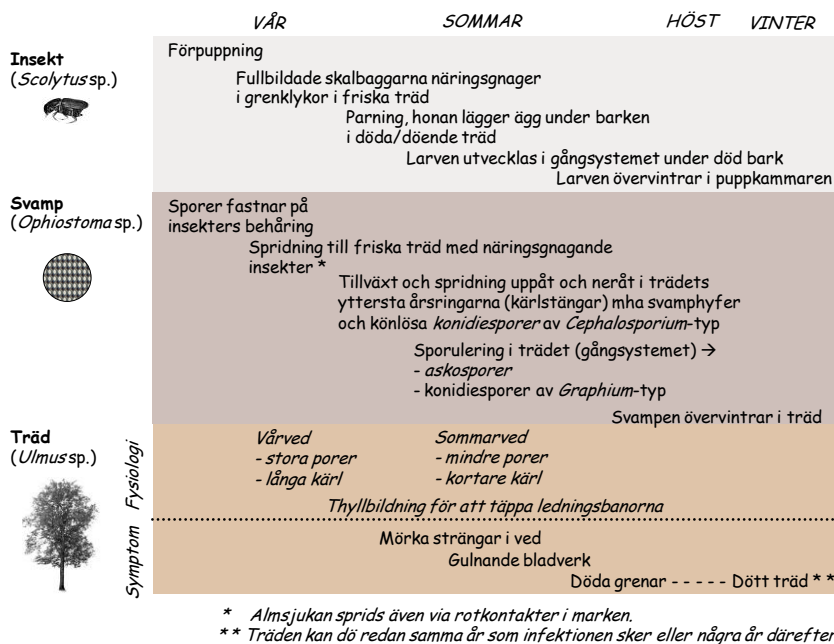 VÅR SOMMAR HÖST VINTER
Insekt
(Scolytus sp.)
Förpuppning
Fullbildade skalbaggarna näringsgnager
i grenklykor i friska träd
Parning, honan lägger ägg under barken
i döda/döende träd
Larven utvecklas i gångsystemet under död bark
Larven övervintrar i puppkammaren
Svamp
(Ophiostoma sp.)
Sporer fastnar på
insekters behåring
Spridning till friska träd med näringsgnagande
insekter *
Tillväxt och spridning uppåt och neråt i trädets
yttersta årsringarna (kärlstängar) mha svamphyfer
och könlösa konidiesporer av Cephalosporium-typ
Sporulering i trädet (gångsystemet) →
- askosporer
- konidiesporer av Graphium-typ
Svampen övervintrar i träd
Träd
(Ulmus sp.)
Fysiologi
Vårved
- stora porer
- långa kärl
Sommarved
- mindre porer
- kortare kärl
Thyllbildning för att täppa ledningsbanorna
Symptom
Mörka strängar i ved
Gulnande bladverk
Döda grenar - - - - - Dött träd * *
* Almsjukan sprids även via rotkontakter i marken.
* * Träden kan dö redan samma år som infektionen sker eller några år därefter